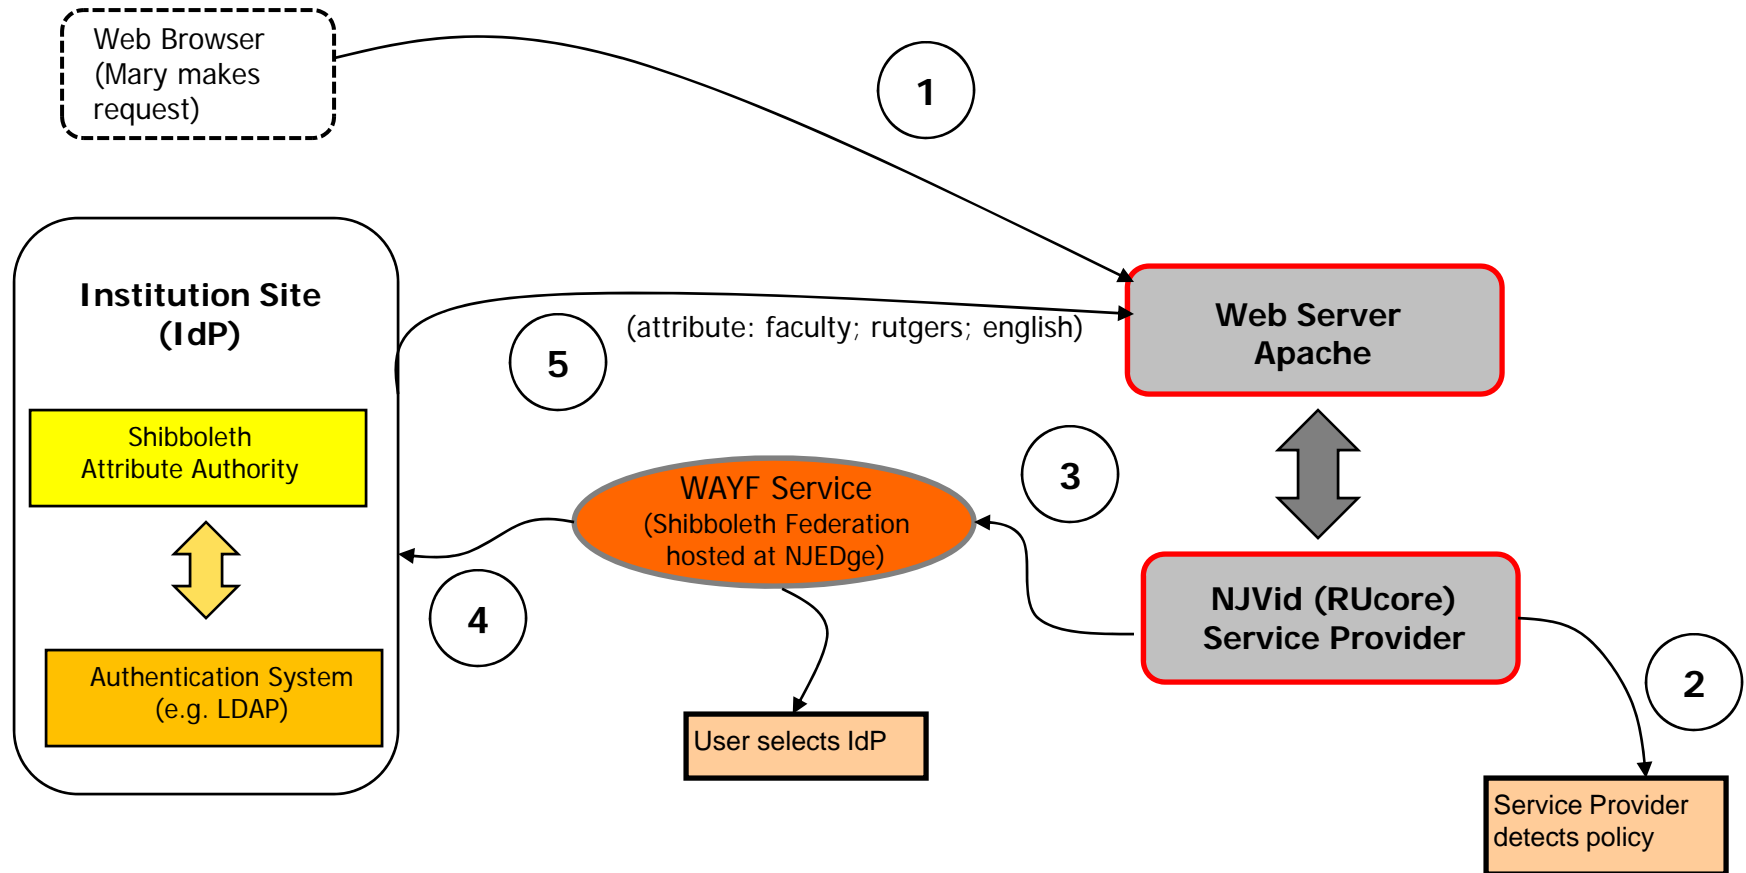 Web Browser
(Mary makes
request)
1
Institution Site
(IdP)
Shibboleth
Attribute Authority
Authentication System
(e.g. LDAP)
5
(attribute: faculty; rutgers; english)
Web Server
Apache
3
WAYF Service
(Shibboleth Federation
hosted at NJEDge)
4
NJVid (RUcore)
Service Provider
2
User selects IdP
Service Provider
detects policy